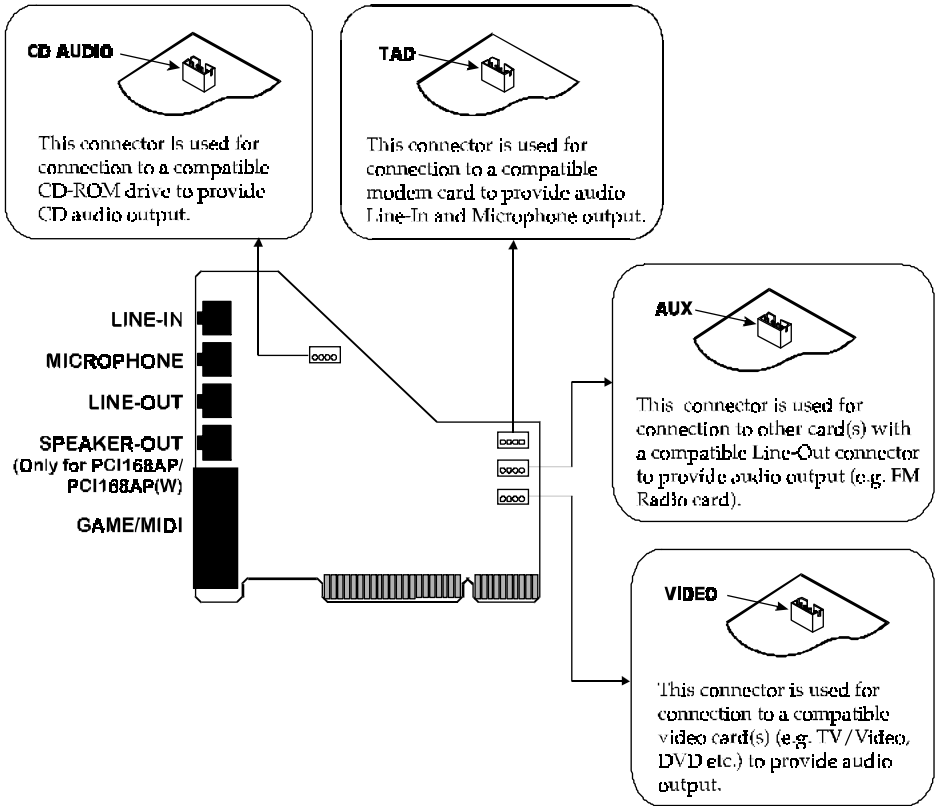 CD AUDIO
This connector is used for
connection to a compatible
CD-ROM drive to provide
CD audio output.
TAD
This connector is used for
connection to a compatible
modem card to provide audio
Line-In and Microphone output.
LINE-IN
MICROPHONE
LINE-OUT
SPEAKER-OUT
(Only for PCI168AP/
PCI168AP(W)
GAME/MIDI
AUX
This connector is used for
connection to other card(s) with
a compatible Line-Out connector
to provide audio output (e.g. FM
Radio card).
VIDEO
This connector is used for
connection to a compatible
video card(s) (e.g. TV/Video,
DVD etc.) to provide audio
output.